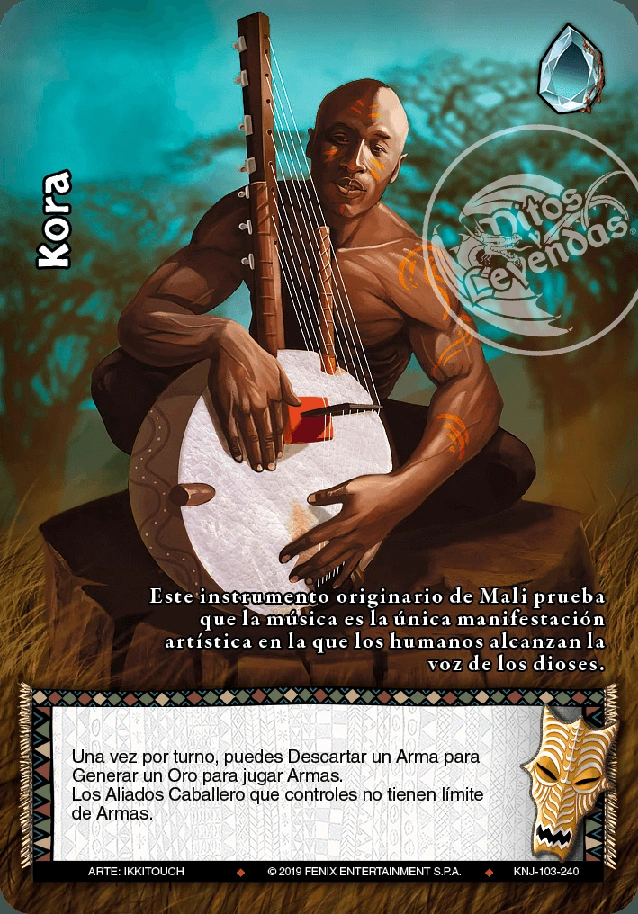 Kora
Mitos
y
Leyendas
Este instrumento originario de Mali prueba
que la música es la única manifestación
artística en la que los humanos alcanzan la
voz de los dioses.
Una vez por turno, puedes Descartar un Arma para
Generar un Oro para jugar Armas.
Los Aliados Caballero que controles no tienen límite
de Armas.
ARTE: IKKITOUCH ♦ © 2019 FENIX ENTERTAINMENT S.P.A. ♦ KNJ-103-240